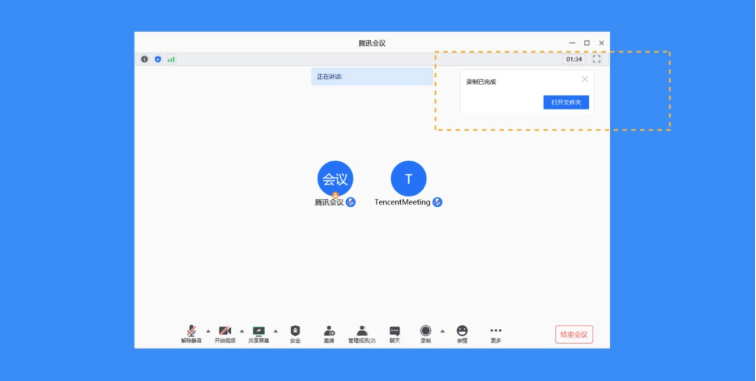 腾讯会议
01:34
正在讲话:
录制已完成
打开文件夹
会议
T
腾讯会议
TencentMeeting
解除静音
开启视频
共享屏幕
安全
邀请
管理成员(2)
聊天
录制
表情
更多
结束会议